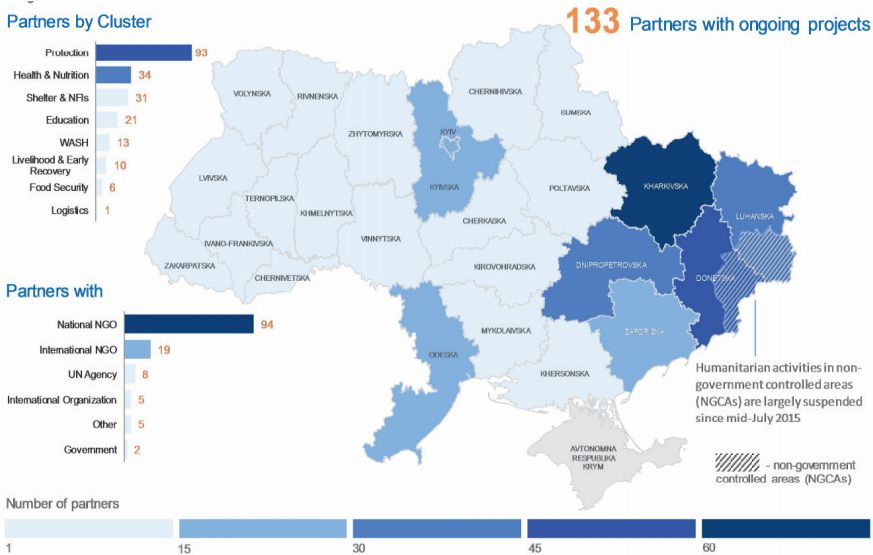 Partners by Cluster
133 Partners with ongoing projects
Protection 93
Health & Nutrition 34
Shelter & NFIs 31
Education 21
WASH 13
Livelihood & Early
Recovery 10
Food Security 6
Logistics 1
VOLYNSKA
RIVNENSKA
ZHYTOMYRSKA
KYIV
KYIVSKA
CHERNIHIVSKA
SUMSKA
LVIVSKA
TERNOPILSKA
KHMELNYTSKA
VINNYTSKA
CHERKASKA
POLTAVSKA
KHARKIVSKA
LUHANSKA
IVANO-FRANKIVSKA
ZAKARPATSKA
CHERNIVETSKA
KIROVOHRADSKA
DNIPROPETROVSKA
DONETSKA
MYKOLAIVSKA
ZAPORIZKA
ODESKA
KHERSONSKA
AVTONOMNA
RESPUBLIKA
KRYM
Partners with
National NGO 94
International NGO 19
UN Agency 8
International Organization 5
Other 5
Government 2
Humanitarian activities in non-
government controlled areas
(NGCAs) are largely suspended
since mid-July 2015
- non-government
controlled areas (NGCAs)
Number of partners
1 15 30 45 60